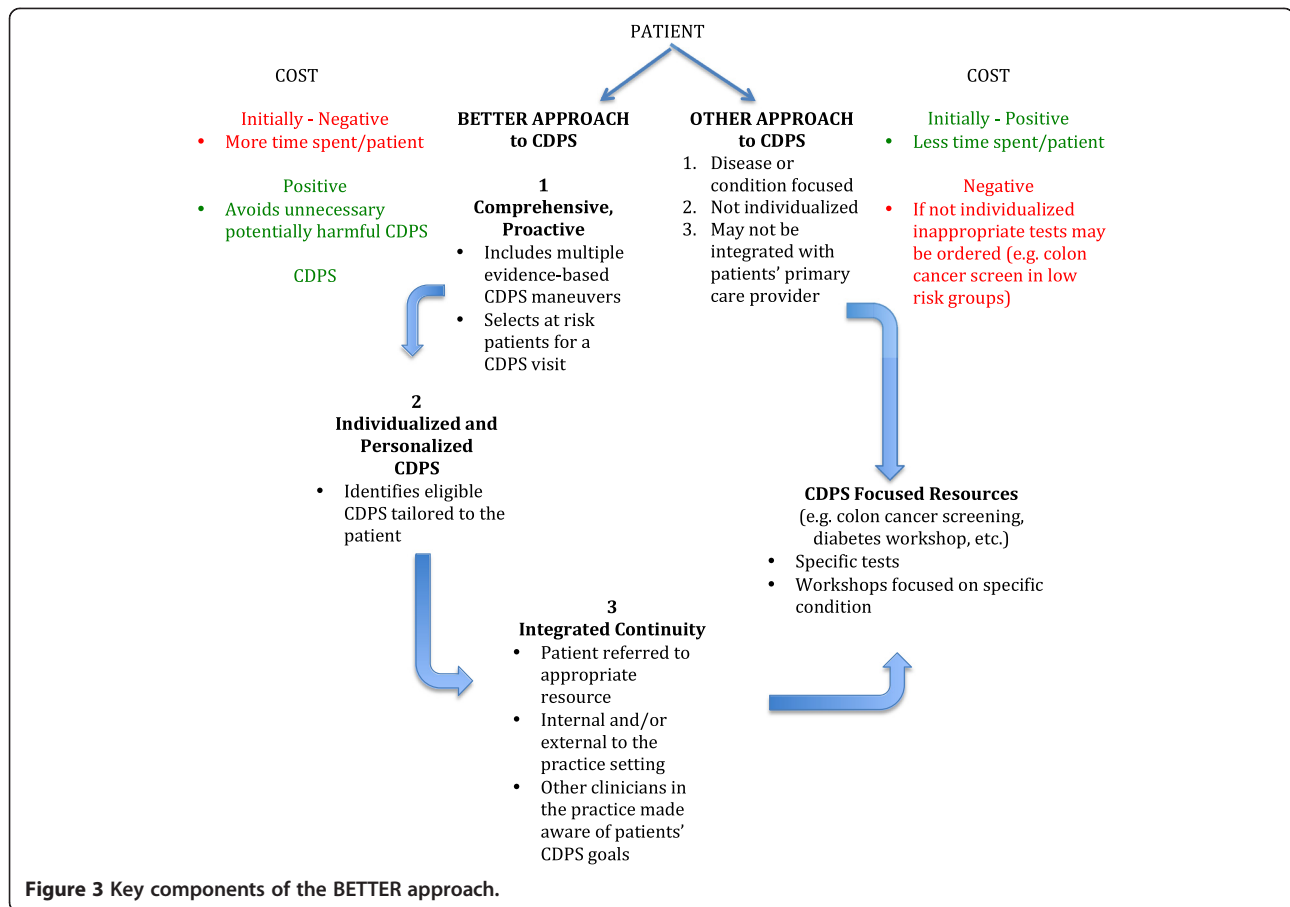 PATIENT
COST
Initially - Negative
• More time spent/patient
Positive
• Avoids unnecessary
potentially harmful CDPS
CDPS
BETTER APPROACH
to CDPS
1
Comprehensive,
Proactive
• Includes multiple
evidence-based
CDPS maneuvers
• Selects at risk
patients for a
CDPS visit
OTHER APPROACH
to CDPS
1. Disease or
condition focused
2. Not individualized
3. May not be
integrated with
patients' primary
care provider
COST
Initially - Positive
• Less time spent/patient
Negative
• If not individualized
inappropriate tests may
be ordered (e.g. colon
cancer screen in low
risk groups)
2
Individualized and
Personalized
CDPS
• Identifies eligible
CDPS tailored to the
patient
CDPS Focused Resources
(e.g. colon cancer screening,
diabetes workshop, etc.)
• Specific tests
• Workshops focused on specific
condition
3
Integrated Continuity
• Patient referred to
appropriate
resource
• Internal and/or
external to the
practice setting
• Other clinicians in
the practice made
aware of patients'
CDPS goals
Figure 3 Key components of the BETTER approach.